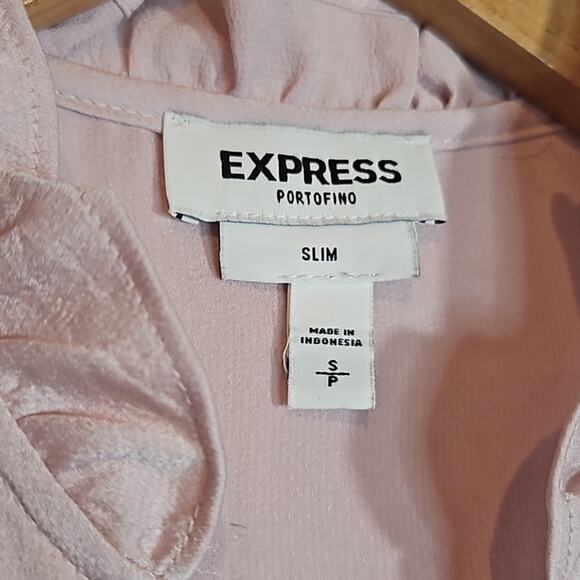 EXPRESS
PORTOFINO
SLIM
MADE IN
INDONESIA
S
P